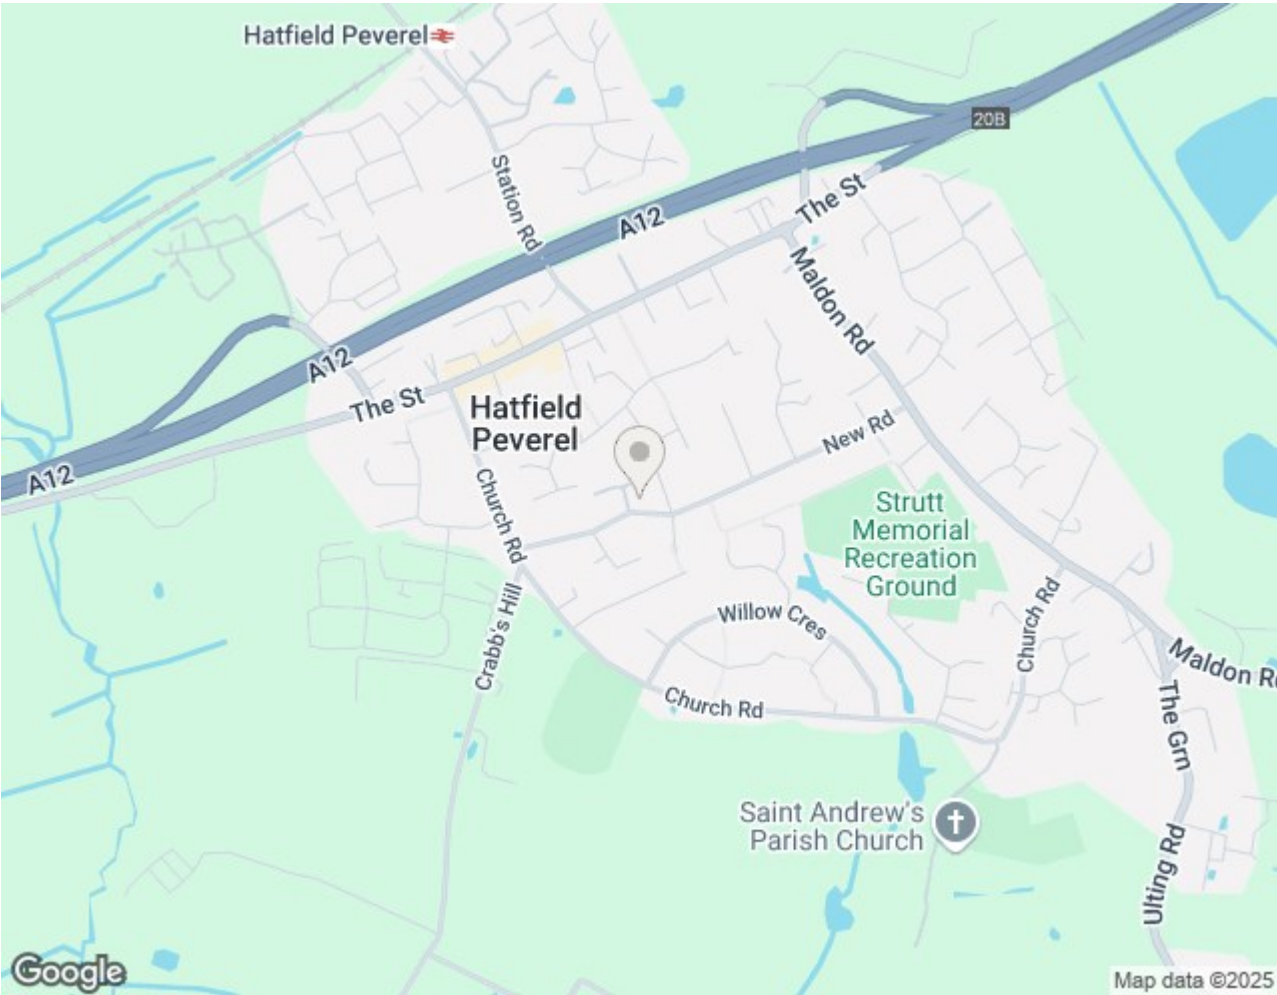 Hatfield Peverel
20B
Station Rd
A12
The St
Maldon Rd
A12
The St
Hatfield
Peverel
New Rd
A12
Church Rd
Strutt
Memorial
Recreation
Ground
Crabb's Hill
Willow Cres
Church Rd
Maldon Rd
Church Rd
The Grn
Saint Andrew's
Parish Church
Ulting Rd
Google
Map data ©2025